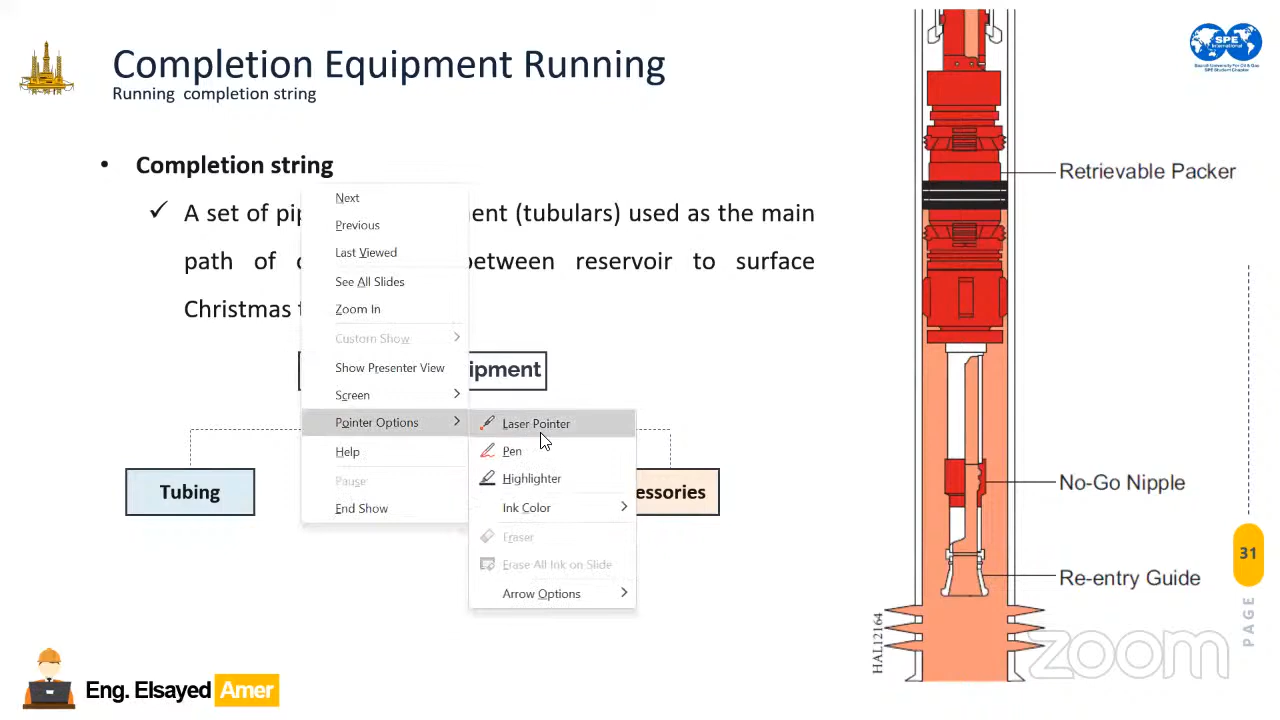 Completion Equipment Running
Running completion string
SPE
International
• Completion string
✓ A set of pip ent (tubulars) used as the main
path of etween reservoir to surface
Christmas
ipment
Tubing
essories
Next
Previous
Last Viewed
See All Slides
Zoom In
Custom Show
Show Presenter View
Screen
Pointer Options
Help
Pause
End Show
Laser Pointer
Pen
Highlighter
Ink Color
Eraser
Erase All Ink on Slide
Arrow Options
Retrievable Packer
No-Go Nipple
Re-entry Guide
HAL12164
31
PAGE
zoom
Eng. Elsayed Amer